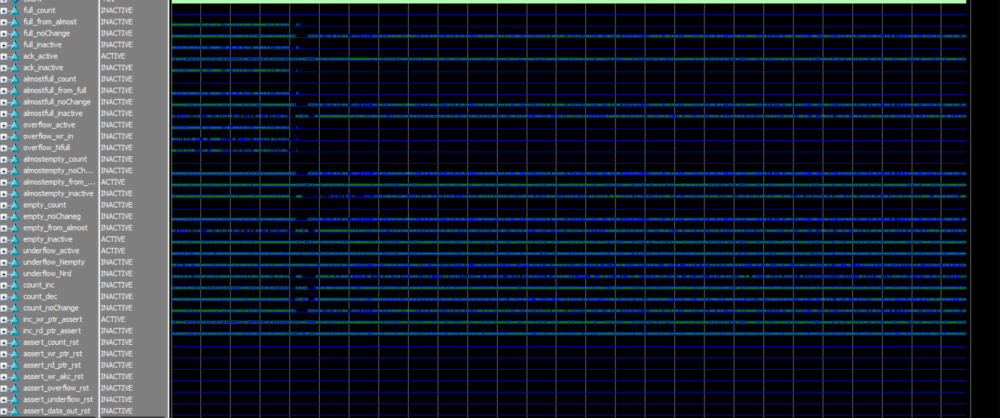 full_count INACTIVE
full_from_almost INACTIVE
full_noChange INACTIVE
full_inactive INACTIVE
ack_active ACTIVE
ack_inactive INACTIVE
almostfull_count INACTIVE
almostfull_from_full INACTIVE
almostfull_noChange INACTIVE
almostfull_inactive INACTIVE
overflow_active INACTIVE
overflow_wr_in INACTIVE
overflow_Nfull INACTIVE
almostempty_count INACTIVE
almostempty_noCh... INACTIVE
almostempty_from_... ACTIVE
almostempty_inactive INACTIVE
empty_count INACTIVE
empty_noChaneg INACTIVE
empty_from_almost INACTIVE
empty_inactive ACTIVE
underflow_active ACTIVE
underflow_Nempty INACTIVE
underflow_Nrd INACTIVE
count_inc INACTIVE
count_dec INACTIVE
count_noChange INACTIVE
inc_wr_ptr_assert ACTIVE
inc_rd_ptr_assert INACTIVE
assert_count_rst INACTIVE
assert_wr_ptr_rst INACTIVE
assert_rd_ptr_rst INACTIVE
assert_wr_akc_rst INACTIVE
assert_overflow_rst INACTIVE
assert_underflow_rst INACTIVE
assert_data_out_rst INACTIVE